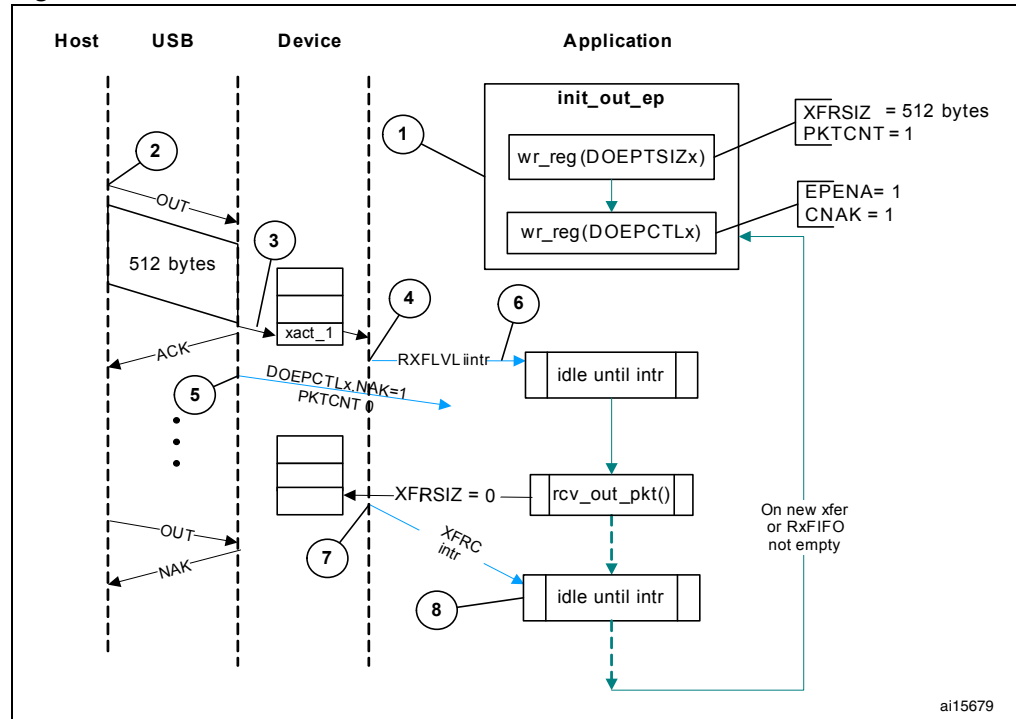 Host USB Device Application
init_out_ep
XFRSIZ = 512 bytes
PKTCNT = 1
1
wr_reg(DOEPTSIZx)
2
EPENA= 1
CNAK = 1
OUT
wr_reg(DOEPCTLx)
3
512 bytes
4
6
xact_1
ACK
RXFLVL iintr
idle until intr
DOEPCTLx,NAK=1
PKTCNT 0
5
XFRSIZ = 0
rcv_out_pkt()
On new xfer
or RxFIFO
not empty
OUT
XFRC
intr
7
NAK
idle until intr
8
ai15679